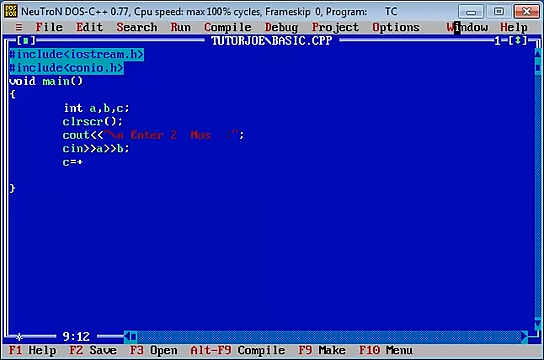 NeuTroN DOS-C++ 0.77, Cpu speed: max 100% cycles, Frameskip 0, Program: TC
≡ File Edit Search Run Compile Debug Project Options Window Help
[■] TUTORJOE\BASIC.CPP 1=[↕]
#include<iostream.h>
#include<conio.h>
void main()
{
int a,b,c;
clrscr();
cout<<"\n Enter 2 Nos :";
cin>>a>>b;
c=+
}
9:12
F1 Help F2 Save F3 Open Alt-F9 Compile F9 Make F10 Menu